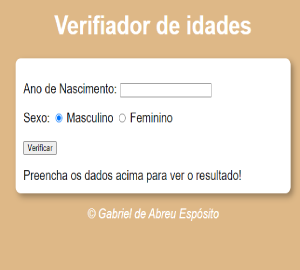 Verifiador de idades
Ano de Nascimento:
Sexo: Masculino Feminino
Verificar
Preencha os dados acima para ver o resultado!
© Gabriel de Abreu Espósito